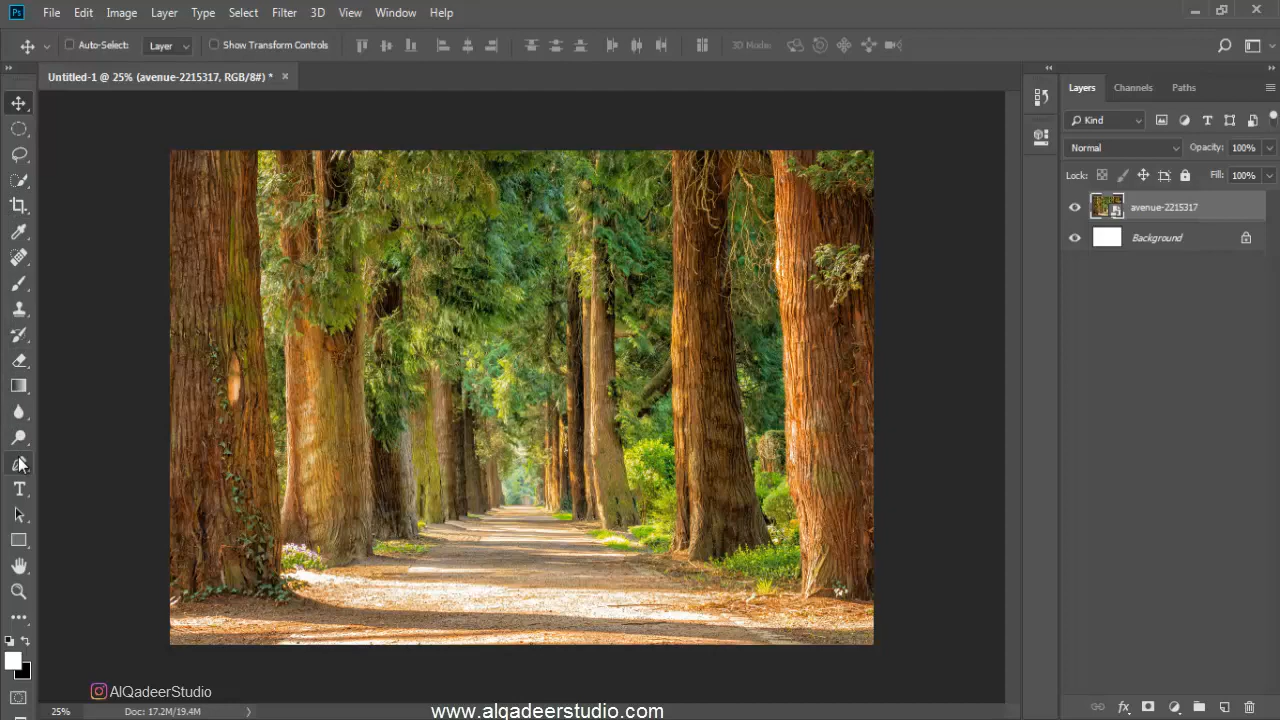 Ps File Edit Image Layer Type Select Filter 3D View Window Help
Auto-Select: Layer Show Transform Controls 3D Mode:
Untitled-1 @ 25% (avenue-2215317, RGB/8#) *
Layers Channels Paths
Kind
Normal Opacity: 100%
Lock: Fill: 100%
avenue-2215317
Background
AlQadeerStudio
25% Doc: 17.2M/19.4M
www.alqadeerstudio.com